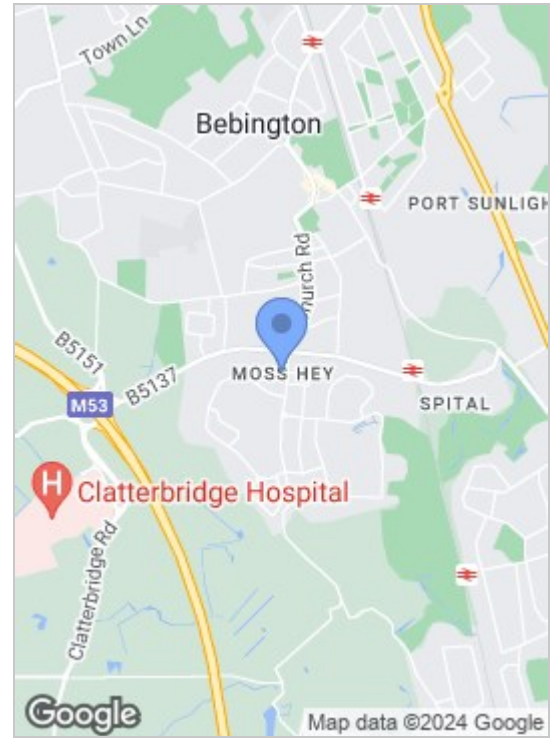 Town Ln
Bebington
PORT SUNLIGH
Church Rd
B5151
B5137
MOSS HEY
M53
SPITAL
H
Clatterbridge Hospital
Clatterbridge Rd
Google
Map data ©2024 Google